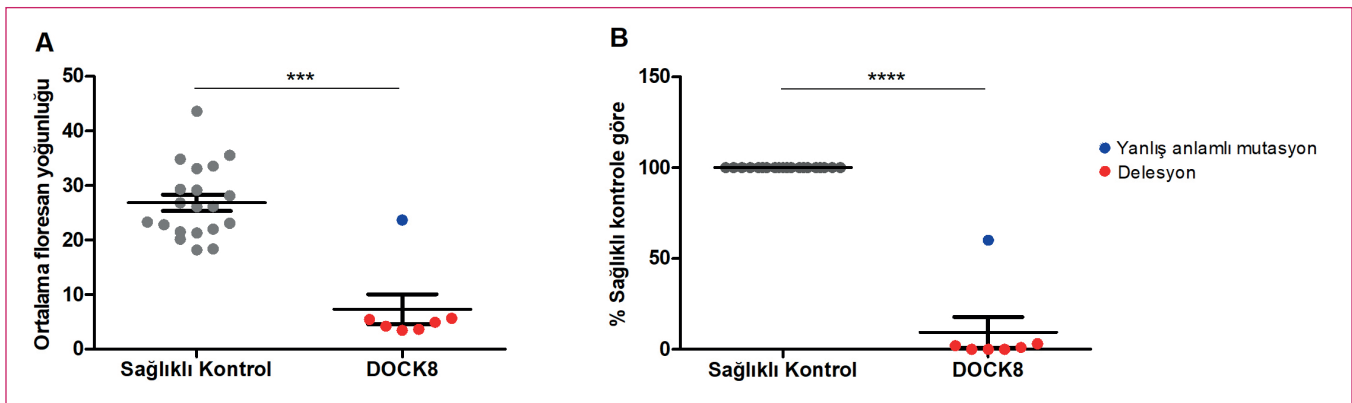 A
Ortalama floresan yoğunluğu
50
40
30
20
10
0
***
Sağlıklı Kontrol
DOCK8
B
% Sağlıklı kontrole göre
150
100
50
0
****
Sağlıklı Kontrol
DOCK8
Yanlış anlamlı mutasyon
Delesyon